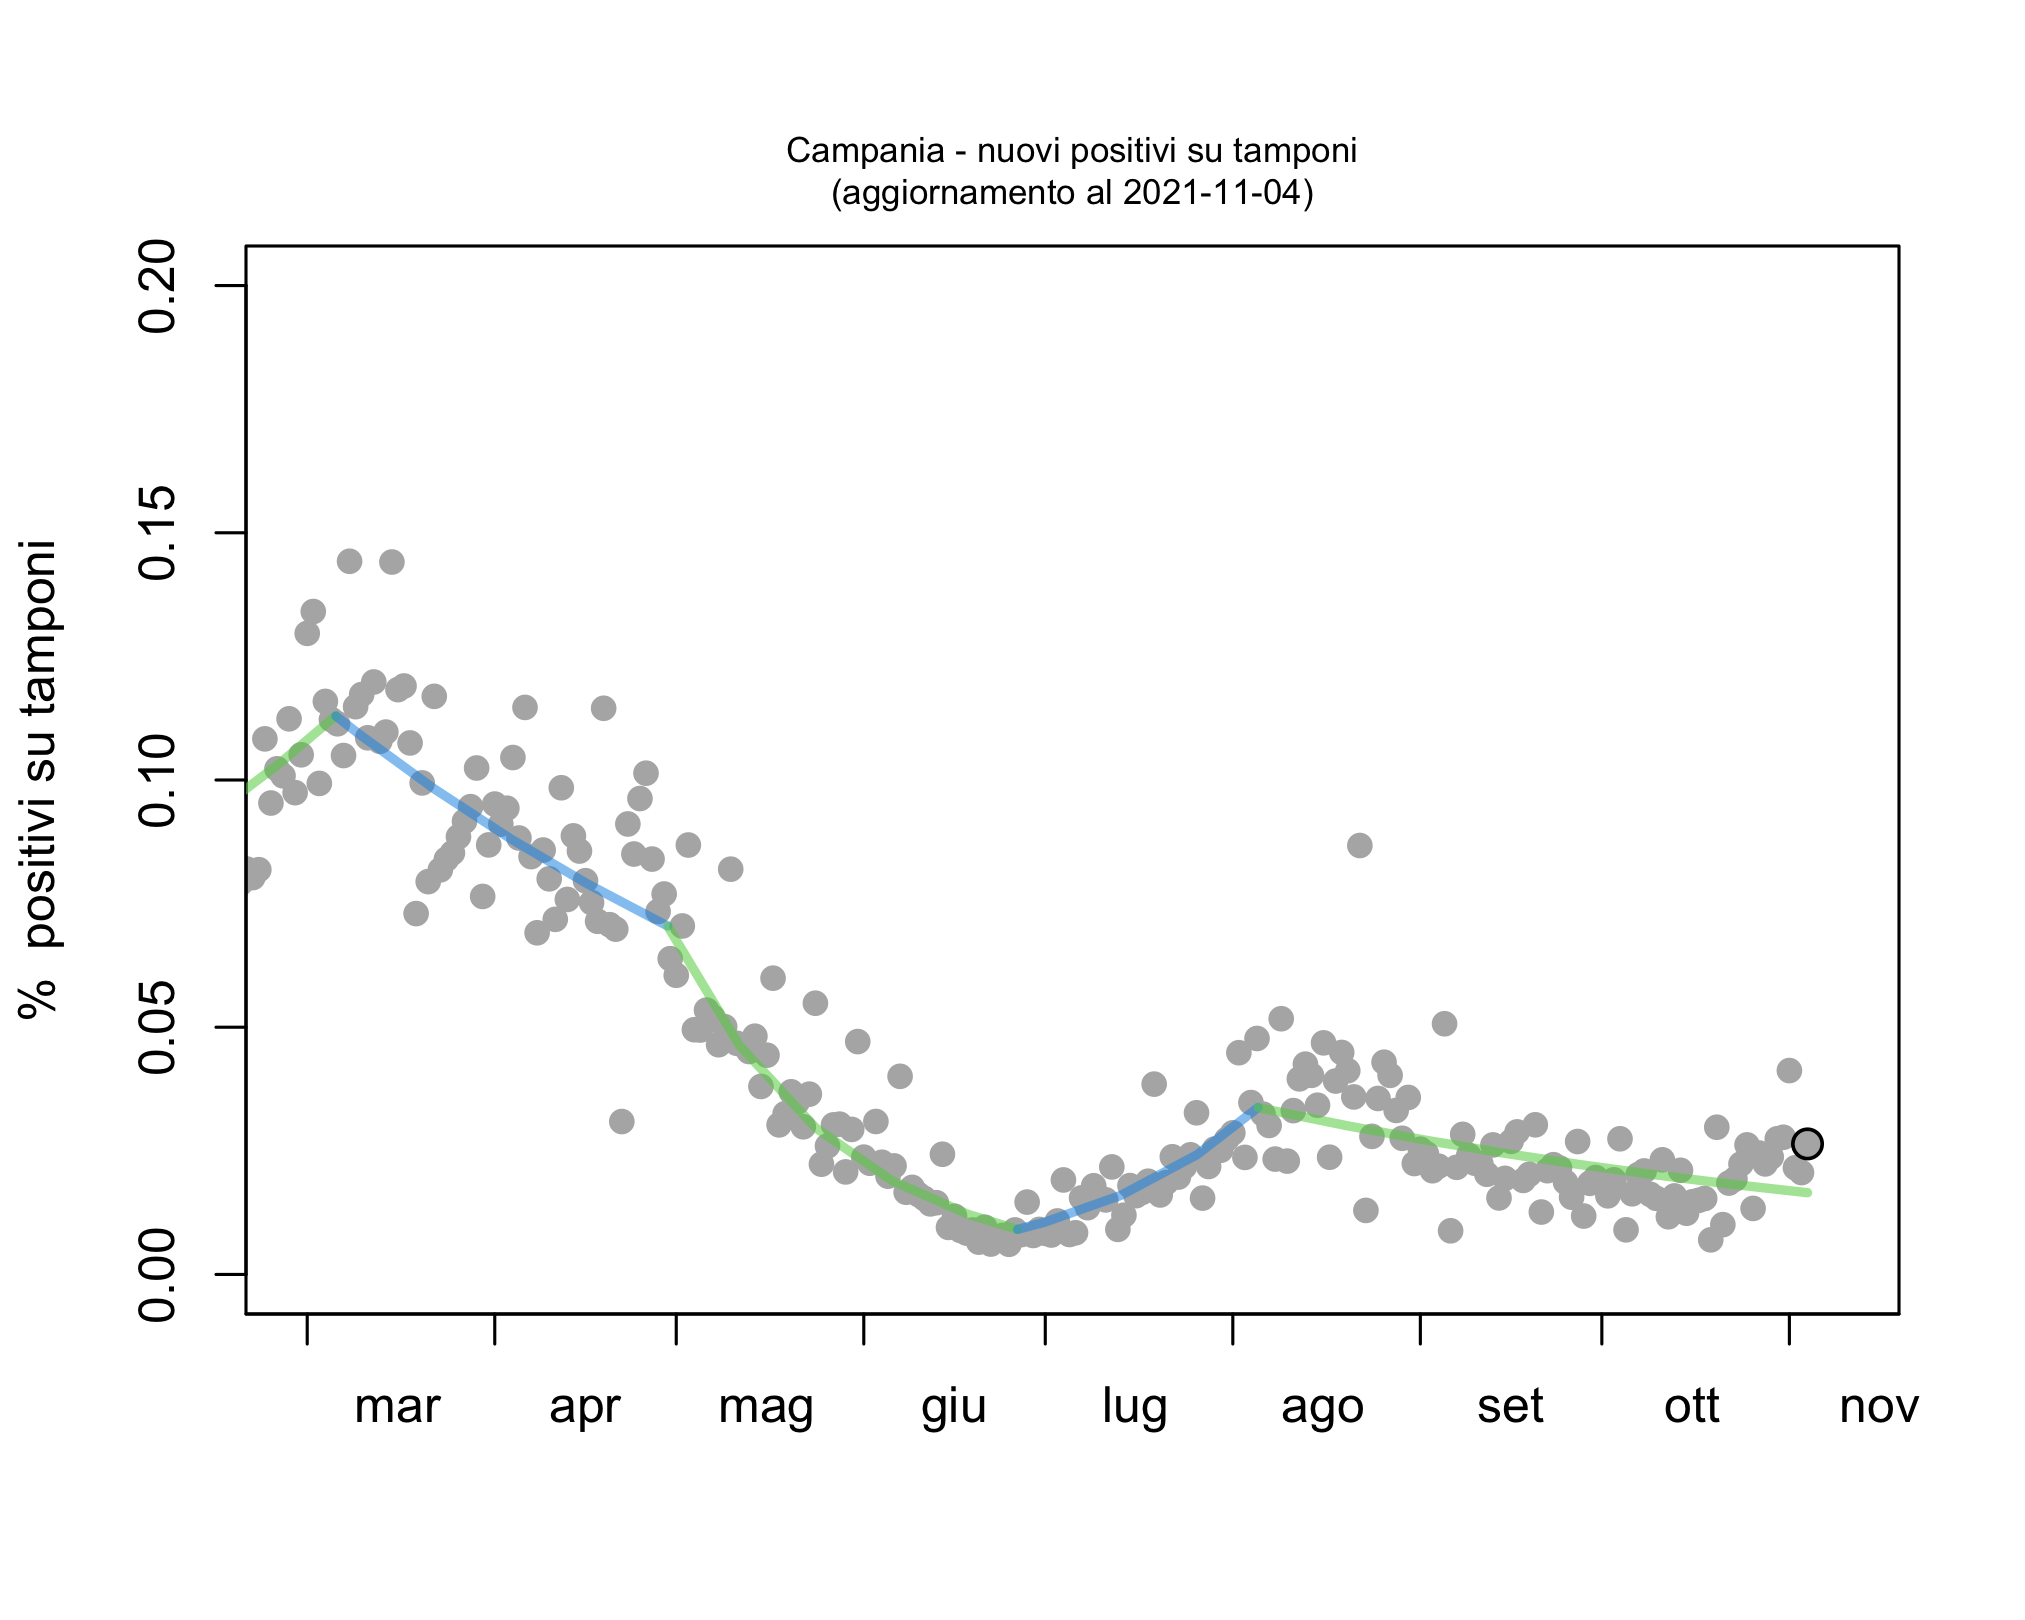 Campania - nuovi positivi su tamponi
(aggiornamento al 2021-11-04)
% positivi su tamponi
0.20
0.15
0.10
0.05
0.00
mar apr mag giu lug ago set ott nov